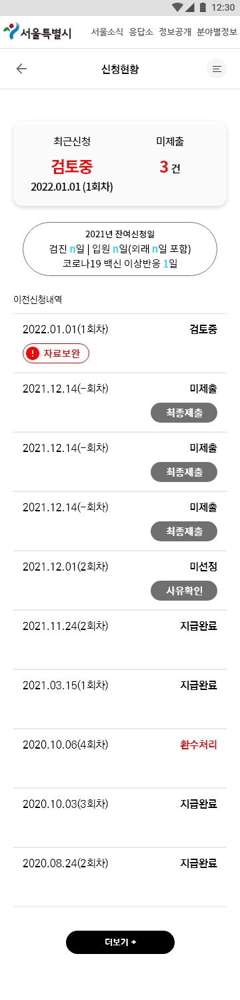 12:30
서울특별시
서울소식 응답소 정보공개 분야별정보
신청현황
최근신청 미제출
검토중 3 건
2022.01.01 (1회차)
2021년 잔여신청일
검진 n일 | 입원 n일(외래 n일 포함)
코로나19 백신 이상반응 1일
이전신청내역
2022.01.01(1회차) 검토중
! 자료보완
2021.12.14(-회차) 미제출
최종제출
2021.12.14(-회차) 미제출
최종제출
2021.12.14(-회차) 미제출
최종제출
2021.12.01(2회차) 미선정
사유확인
2021.11.24(2회차) 지급완료
2021.03.15(1회차) 지급완료
2020.10.06(4회차) 환수처리
2020.10.03(3회차) 지급완료
2020.08.24(2회차) 지급완료
더보기 +